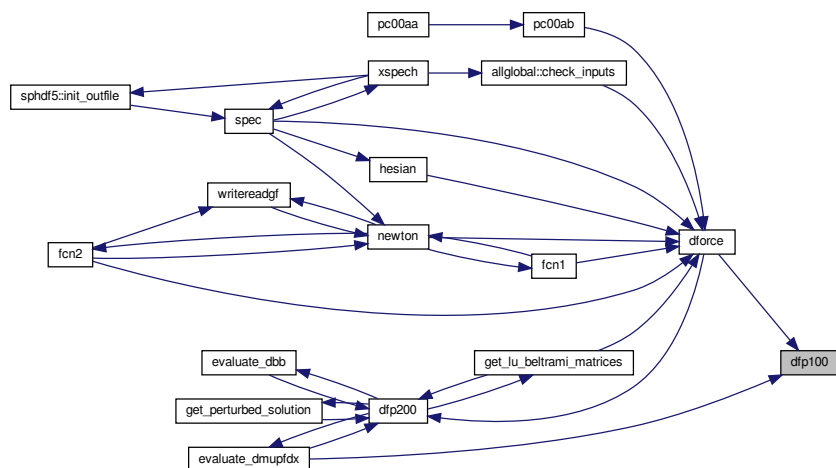 pc00aa
pc00ab
xspech
allglobal::check_inputs
sphdf5::init_outfile
spec
hesian
writereadgf
newton
dforce
fcn2
fcn1
evaluate_dbb
get_lu_beltrami_matrices
dfp100
get_perturbed_solution
dfp200
evaluate_dmupfdx